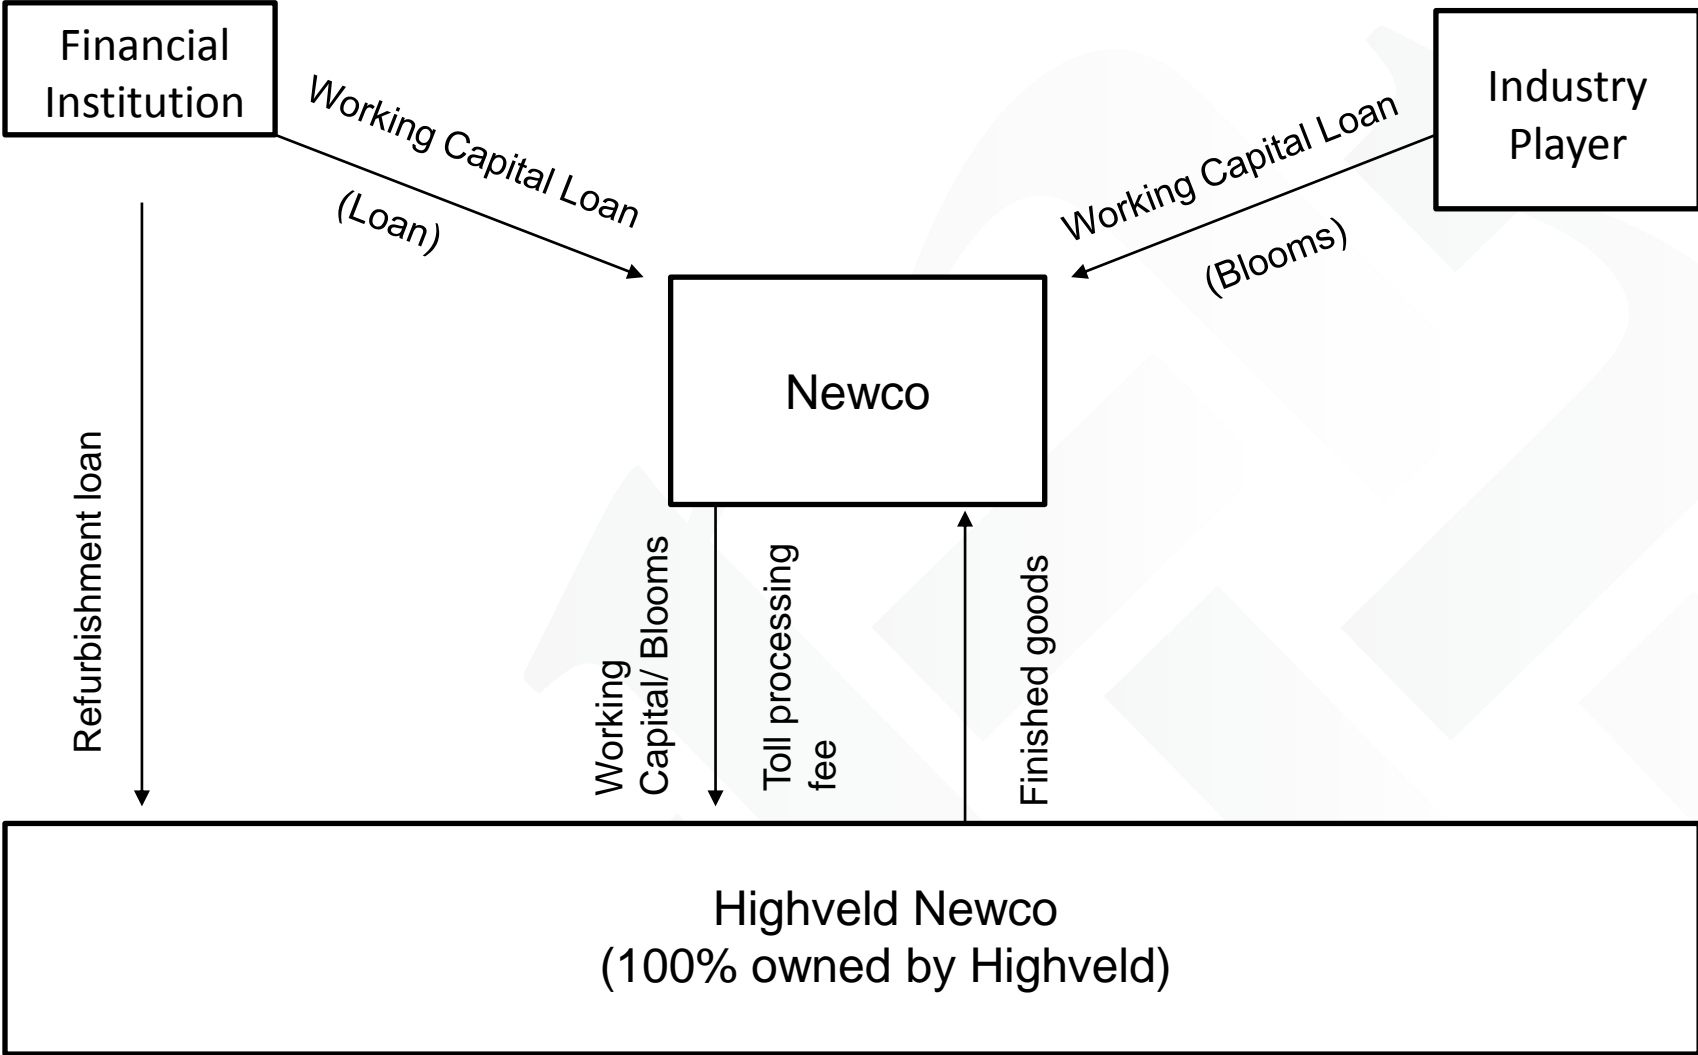 Financial
Institution
Industry
Player
Working Capital Loan
(Loan)
Working Capital Loan
(Blooms)
Newco
Refurbishment loan
Working
Capital/ Blooms
Toll processing
fee
Finished goods
Highveld Newco
(100% owned by Highveld)